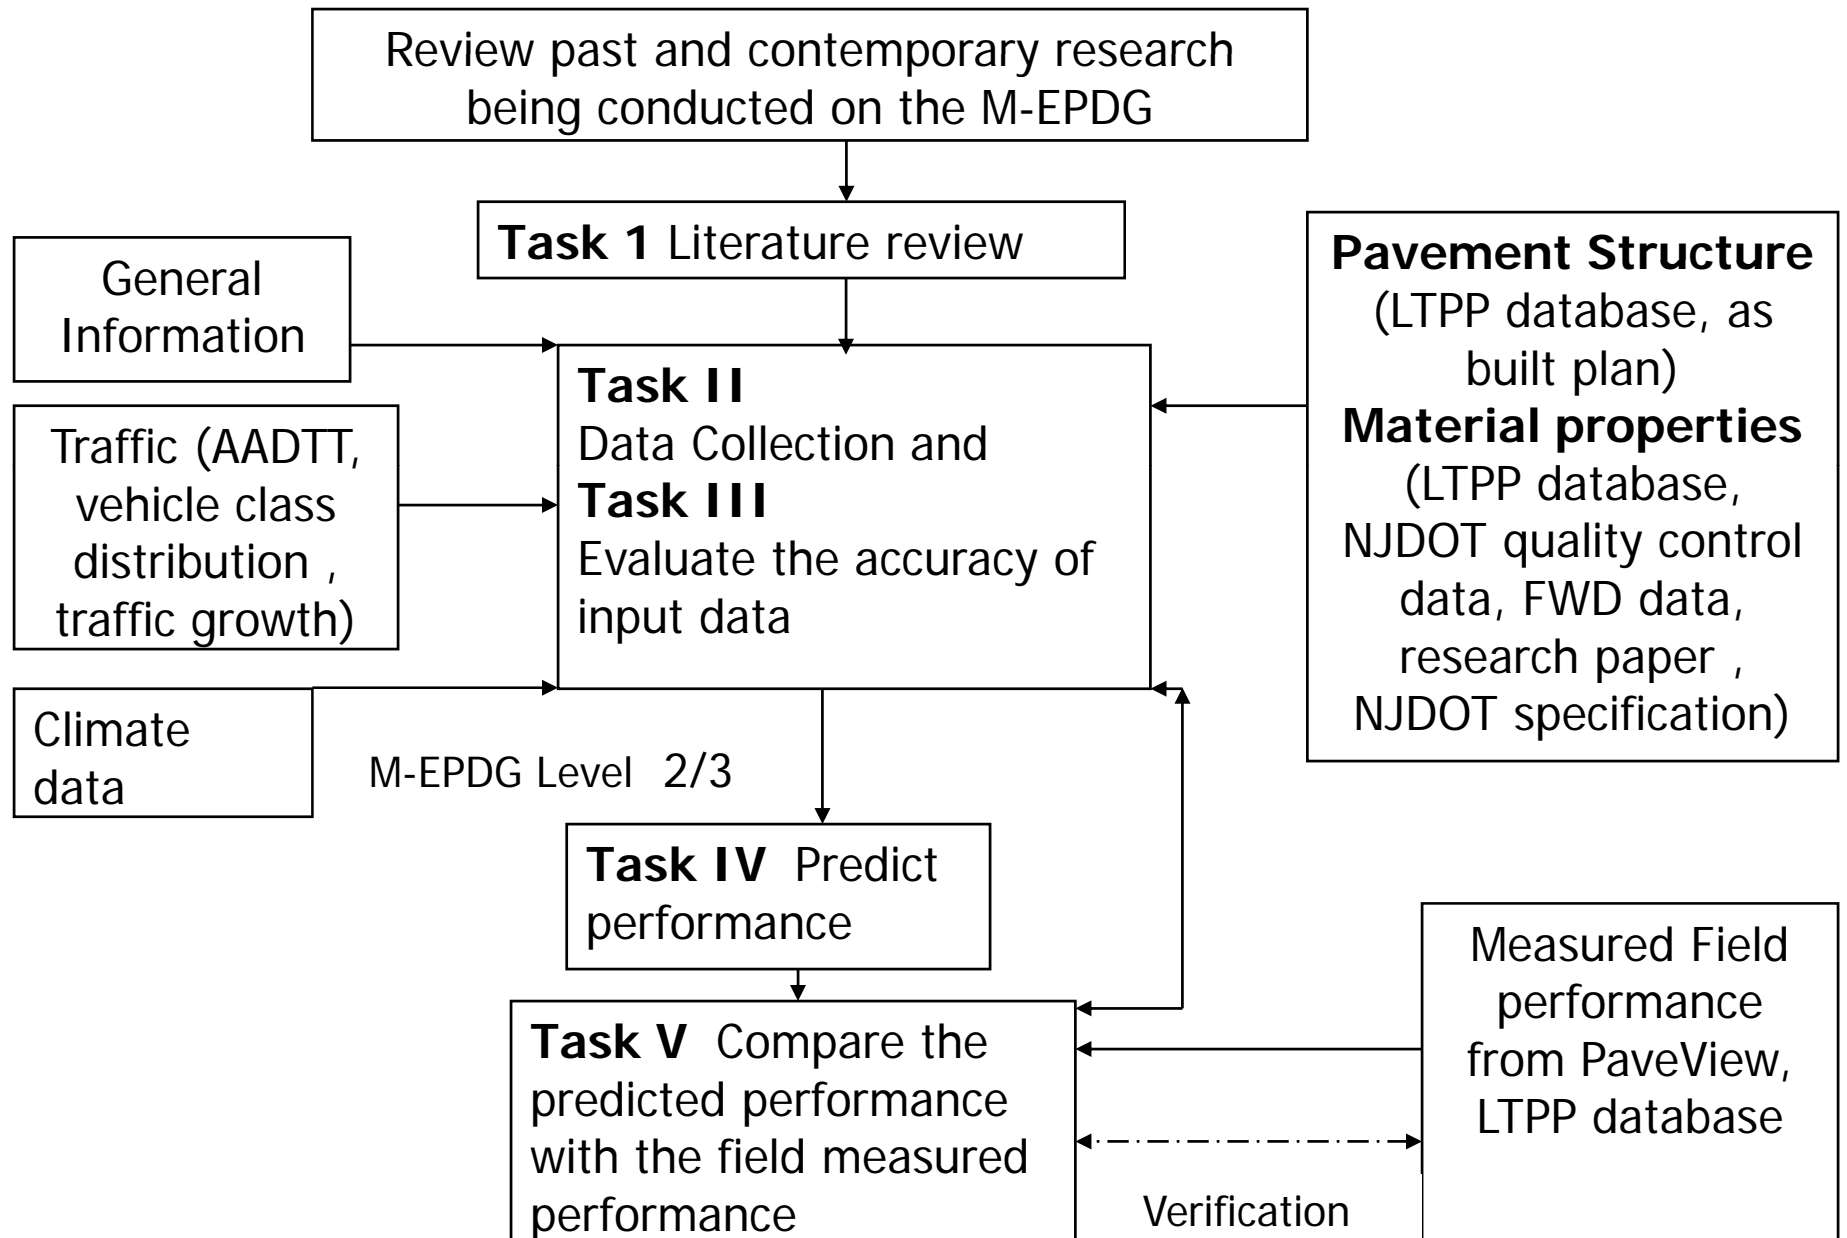 Review past and contemporary research
being conducted on the M-EPDG
Task 1 Literature review
General
Information
Traffic (AADTT,
vehicle class
distribution ,
traffic growth)
Climate
data
Task II
Data Collection and
Task III
Evaluate the accuracy of
input data
Pavement Structure
(LTPP database, as
built plan)
Material properties
(LTPP database,
NJDOT quality control
data, FWD data,
research paper ,
NJDOT specification)
M-EPDG Level 2/3
Task IV Predict
performance
Task V Compare the
predicted performance
with the field measured
performance
Measured Field
performance
from PaveView,
LTPP database
Verification